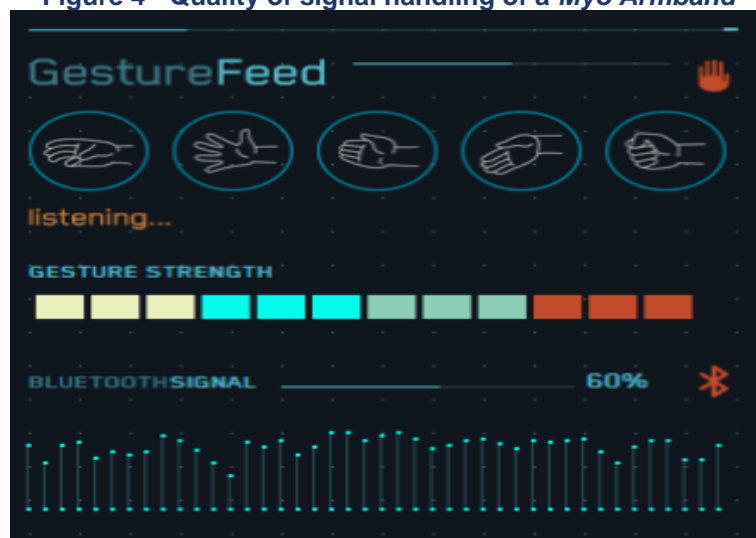 Figure 4 - Quality of signal handling of a Myo Armband
GestureFeed
listening...
GESTURE STRENGTH
BLUETOOTHSIGNAL 60%